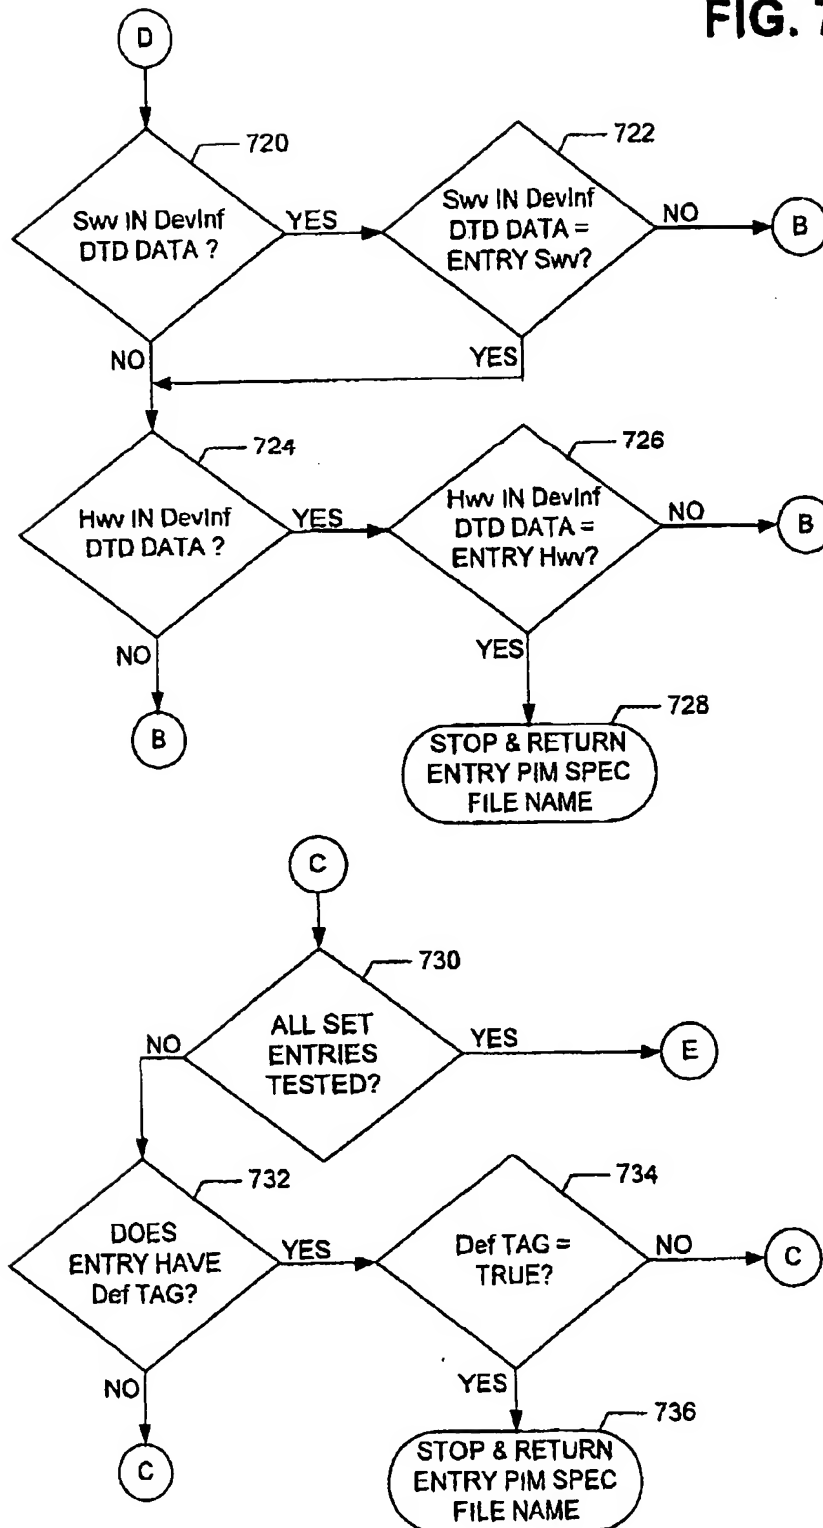 FIG. 7
D
720
Swv IN DevInf
DTD DATA ?
YES
722
Swv IN DevInf
DTD DATA =
ENTRY Swv?
NO
B
NO
YES
724
Hwv IN DevInf
DTD DATA ?
YES
726
Hwv IN DevInf
DTD DATA =
ENTRY Hwv?
NO
B
NO
B
YES
728
STOP & RETURN
ENTRY PIM SPEC
FILE NAME
C
730
ALL SET
ENTRIES
TESTED?
NO
YES
E
732
DOES
ENTRY HAVE
Def TAG?
YES
734
Def TAG =
TRUE?
NO
C
NO
C
YES
736
STOP & RETURN
ENTRY PIM SPEC
FILE NAME